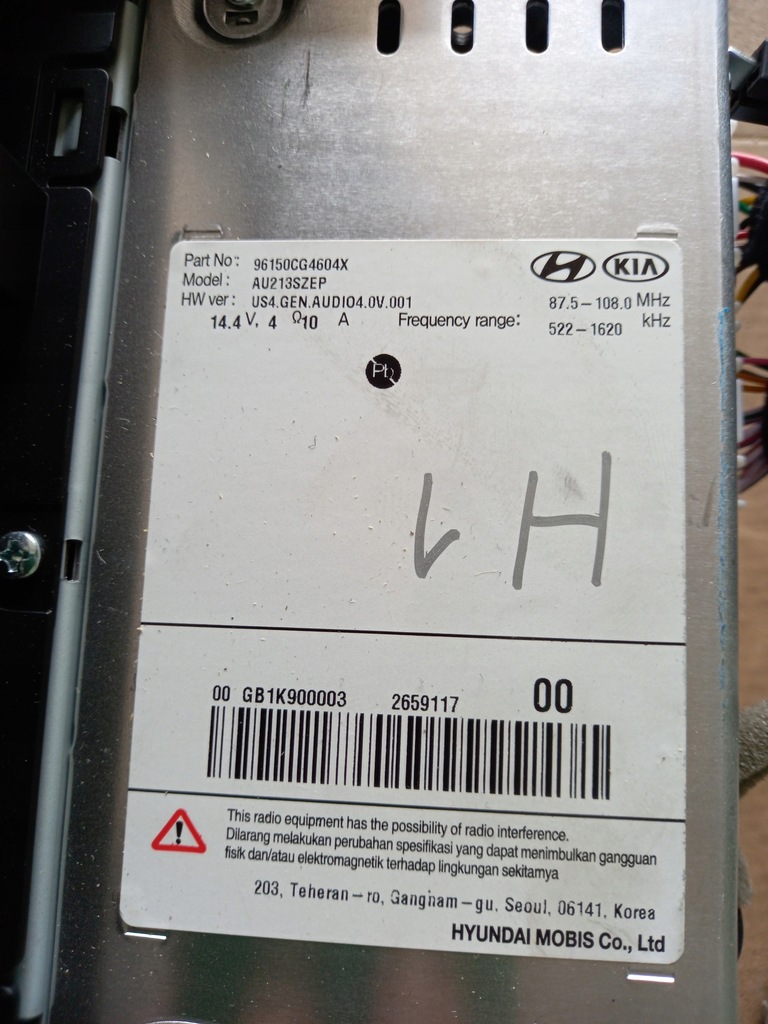 Part No: 96150CG4604X
KIA
Model: AU213SZEP
HW ver: US4.GEN.AUDIO4.0V.001
87.5-108.0 MHz
14.4 V, 4 Ω10 A Frequency range: 522-1620 kHz
Pb
H1
00 GB1K900003 2659117 00
This radio equipment has the possibility of radio interference.
Dilarang melakukan perubahan spesifikasi yang dapat menimbulkan gangguan
fisik dan/atau elektromagnetik terhadap lingkungan sekitarnya
203, Teheran-ro, Gangnam-gu, Seoul, 06141, Korea
HYUNDAI MOBIS Co., Ltd